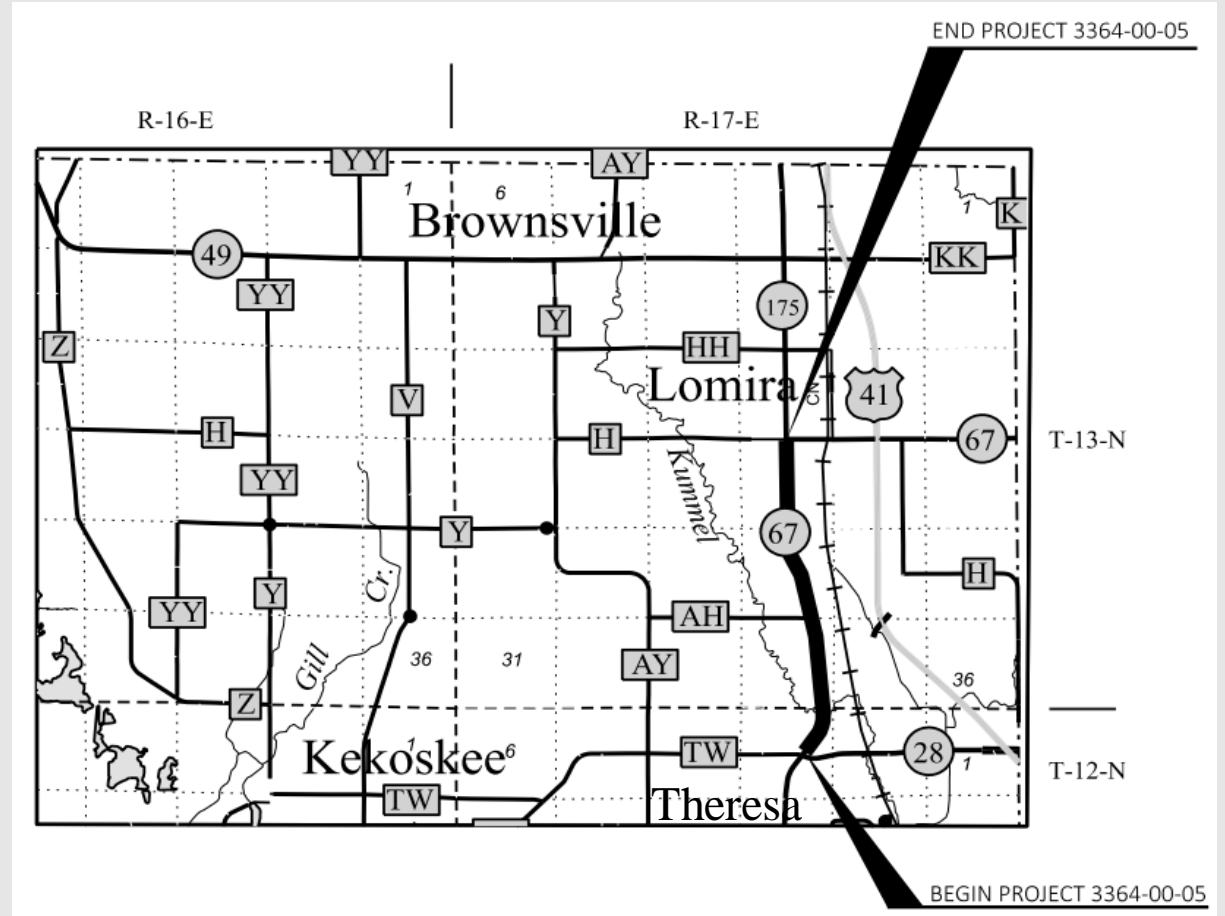 END PROJECT 3364-00-05
R-16-E
R-17-E
YY
AY
1
6
1
K
Brownsville
49
KK
YY
175
Y
Z
HH
Lomira
CN
41
V
H
H
67
T-13-N
YY
Kummel
Y
67
Cr.
H
Y
YY
AH
Gill
36
31
AY
36
Z
1
6
Kekoskee
TW
28
1
T-12-N
TW
Theresa
BEGIN PROJECT 3364-00-05